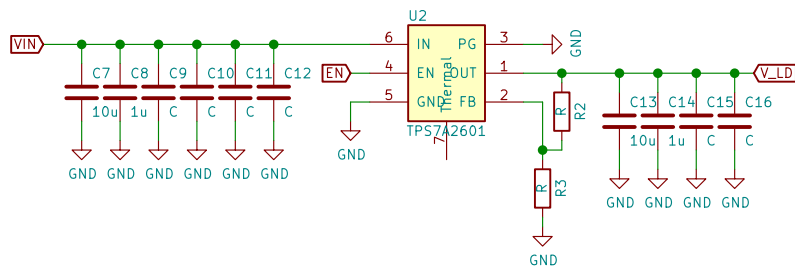 U2
VIN
6 IN PG 3 GND
C7 C8 C9 C10 C11 C12
EN 4 EN OUT 1 V_LD
Thermal
10u 1u C C C C
5 GND FB 2
R R2
C13 C14 C15 C16
TPS7A2601
7
10u 1u C C
GND
GND GND GND GND GND GND
R R3
GND GND GND GND
GND